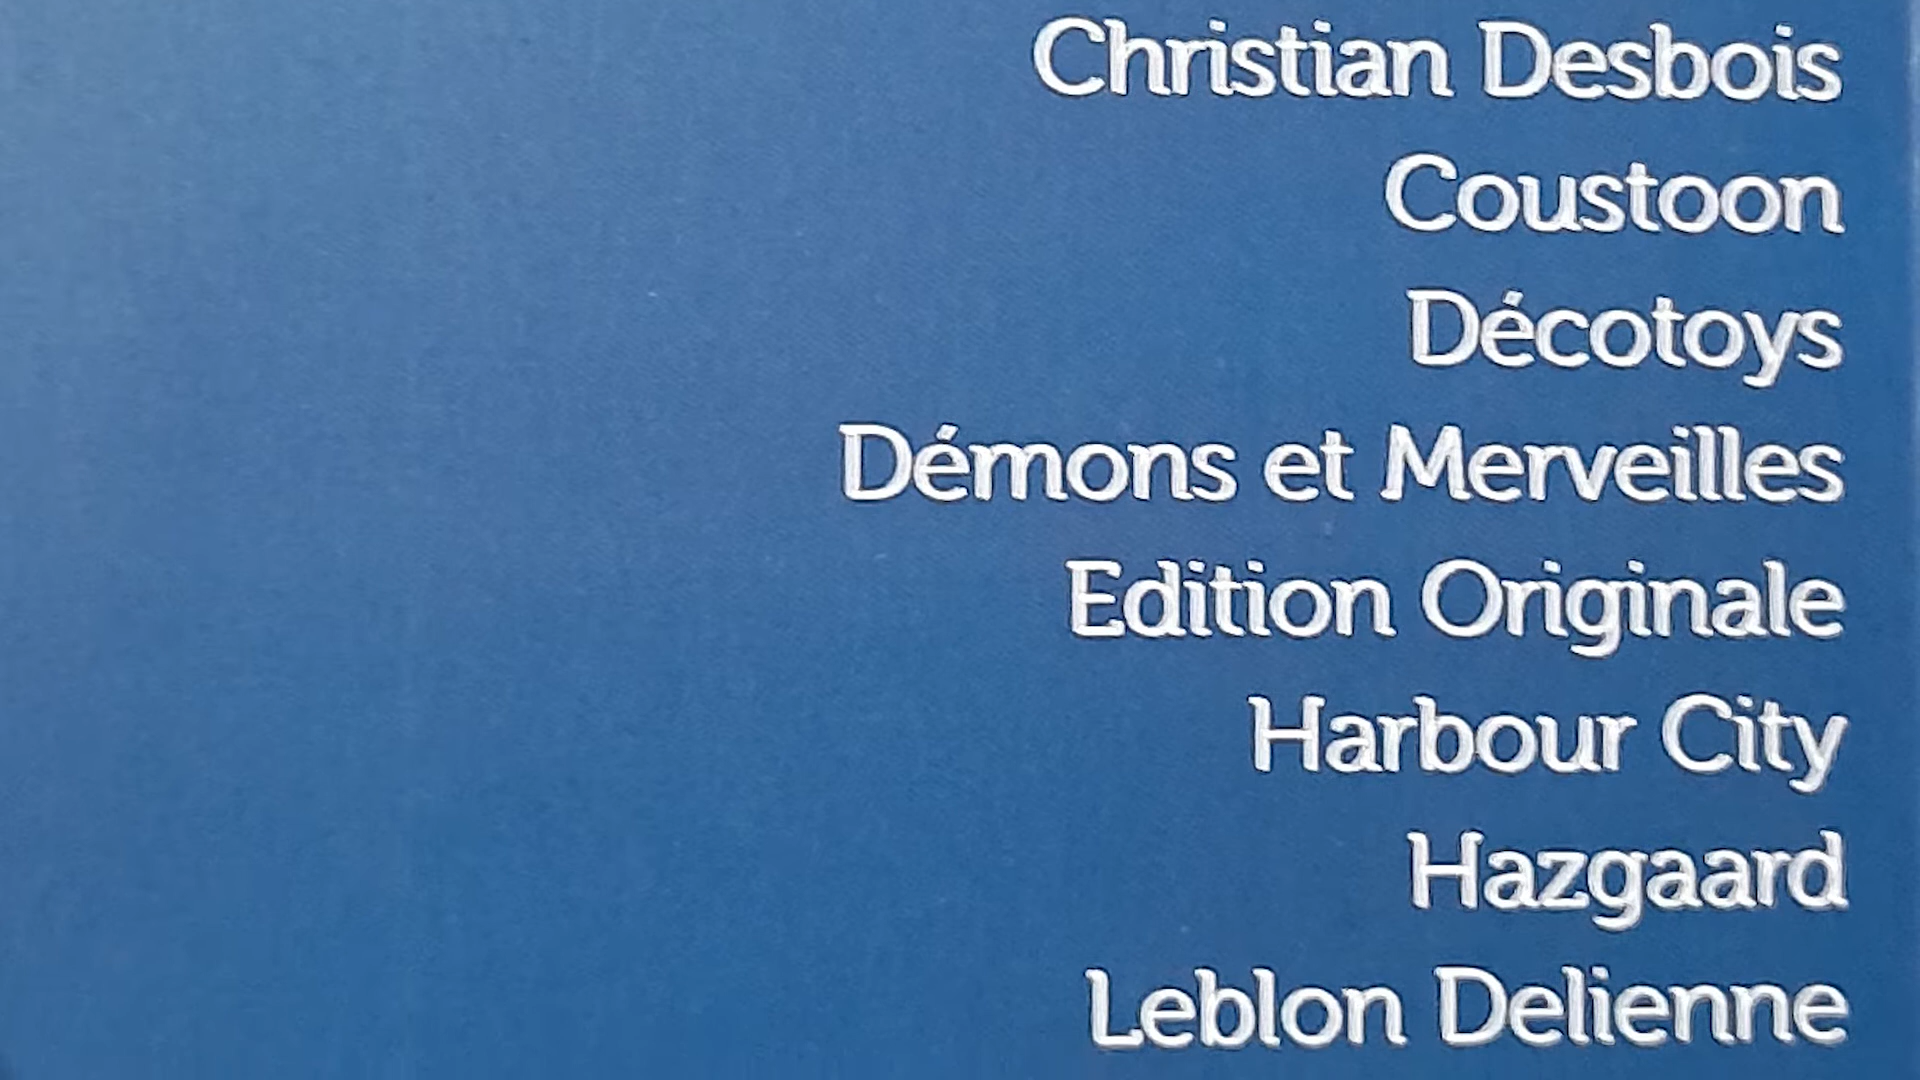 Christian Desbois
Coustoon
Décotoys
Démons et Merveilles
Edition Originale
Harbour City
Hazgaard
Leblon Delienne